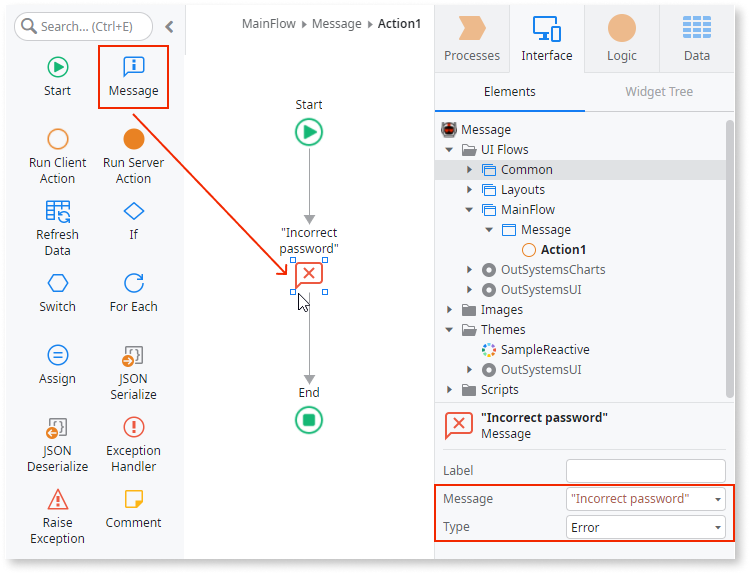 Search... (Ctrl+E)
Start
Message
Run Client
Action
Run Server
Action
Refresh
Data
If
Switch
For Each
Assign
JSON
Serialize
JSON
Deserialize
Exception
Handler
Raise
Exception
Comment
MainFlow Message Action1
Start
"Incorrect
password"
End
Processes
Interface
Logic
Data
Elements
Widget Tree
Message
UI Flows
Common
Layouts
MainFlow
Message
Action1
OutSystemsCharts
OutSystemsUI
Images
Themes
SampleReactive
OutSystemsUI
Scripts
"Incorrect password"
Message
Label
Message "Incorrect password"
Type Error